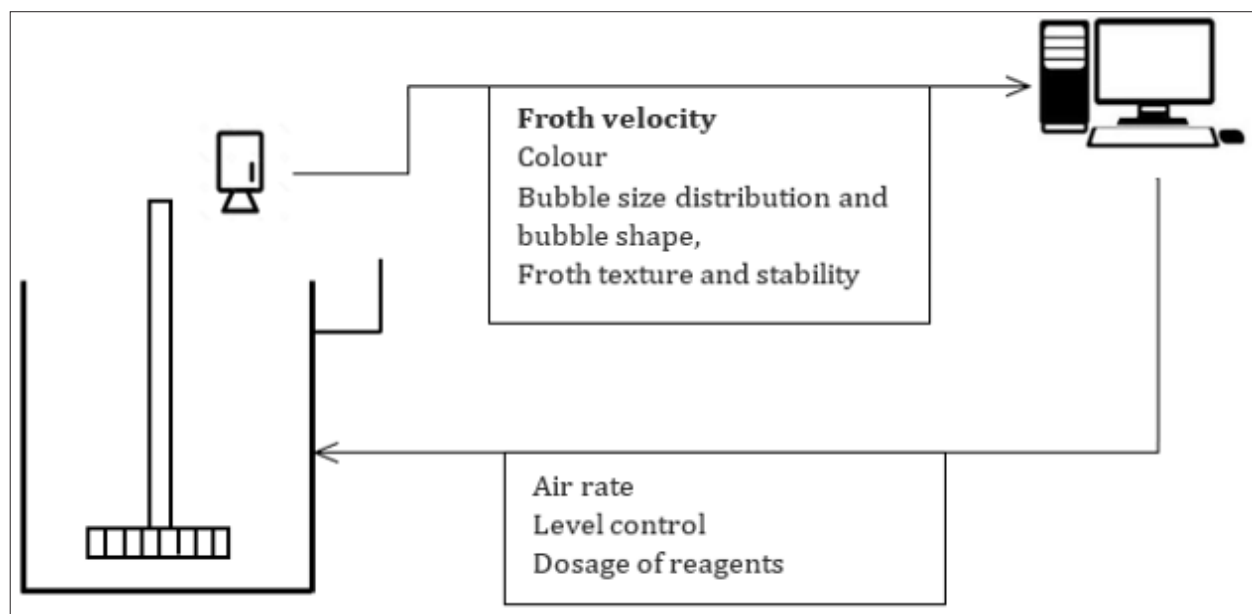 Froth velocity
Colour
Bubble size distribution and
bubble shape,
Froth texture and stability
Air rate
Level control
Dosage of reagents